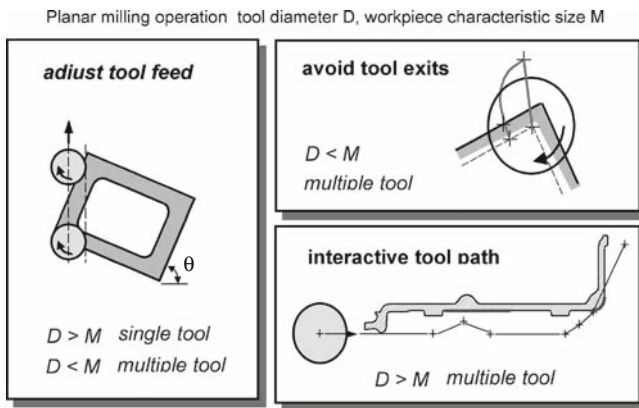 Planar milling operation tool diameter D, workpiece characteristic size M
adjust tool feed
θ
D > M single tool
D < M multiple tool
avoid tool exits
D < M
multiple tool
interactive tool path
D > M multiple tool